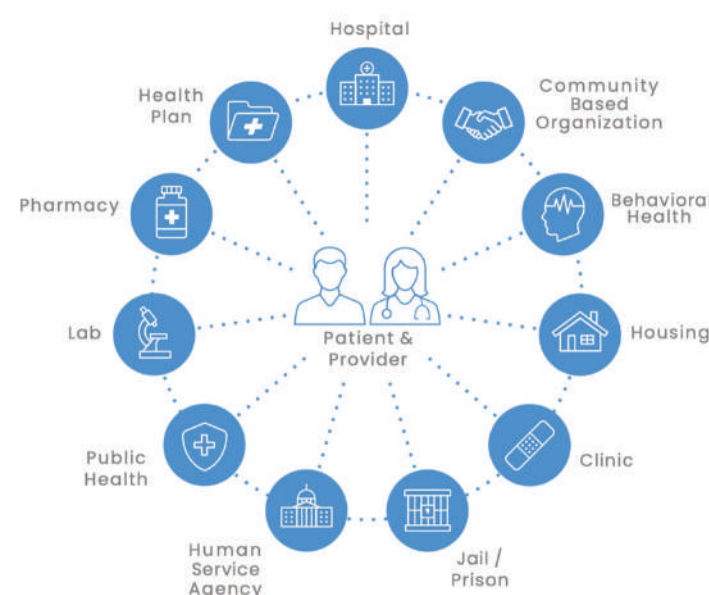 Hospital
Community
Based
Organization
Behavioral
Health
Housing
Clinic
Jail /
Prison
Human
Service
Agency
Public
Health
Lab
Pharmacy
Health
Plan
Patient &
Provider